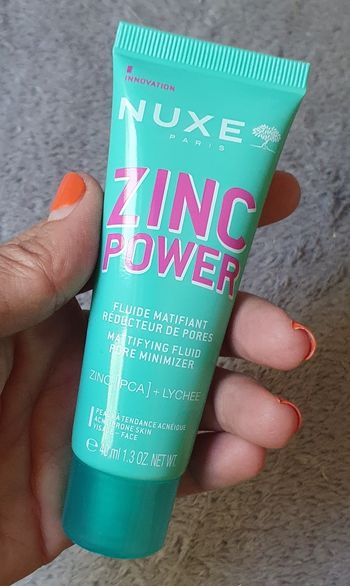 INNOVATION
NUXE
PARIS
ZINC
POWER
FLUIDE MATIFIANT
RÉDUCTEUR DE PORES
MATTIFYING FLUID
PORE MINIMIZER
ZINC [PCA] + LYCHEE
PEAU À TENDANCE ACNÉIQUE
ACNE-PRONE SKIN
VISAGE - FACE
e 40 ml 1.3 OZ. NET WT.